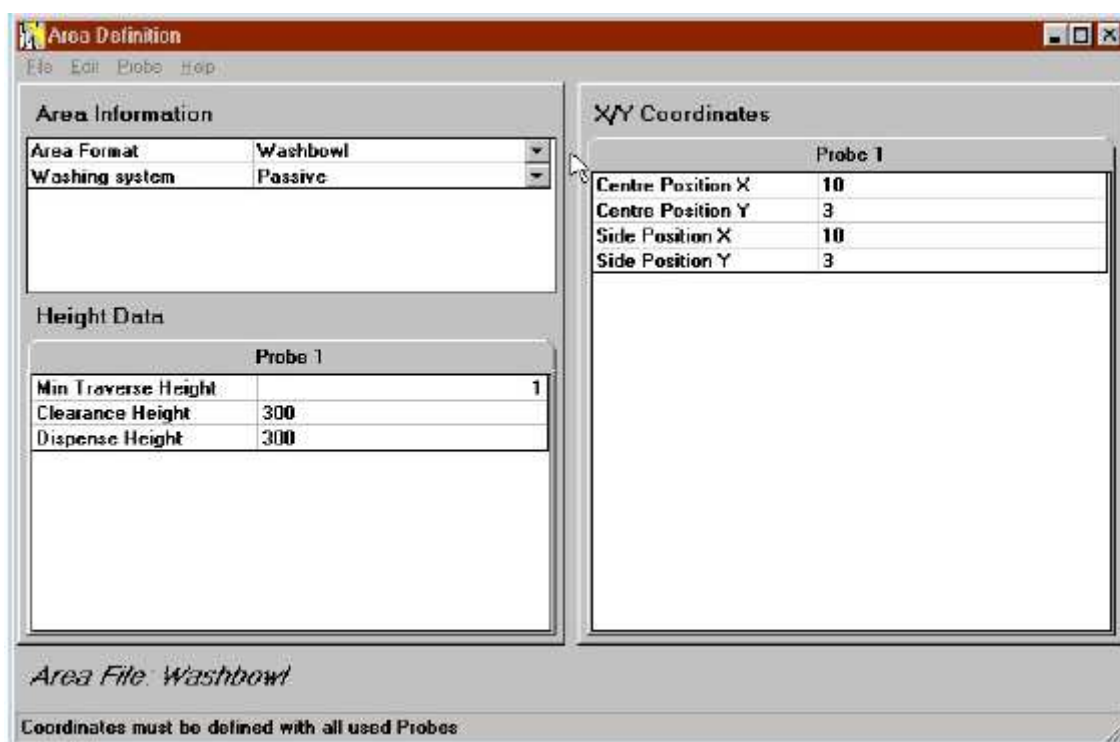 Area Definition
File Edit Probe Help
Area Information
Area Format Washbowl
Washing system Passive
Height Data
Probe 1
Min Traverse Height 1
Clearance Height 300
Dispense Height 300
X/Y Coordinates
Probe 1
Centre Position X 10
Centre Position Y 3
Side Position X 10
Side Position Y 3
Area File: Washbowl
Coordinates must be defined with all used Probes